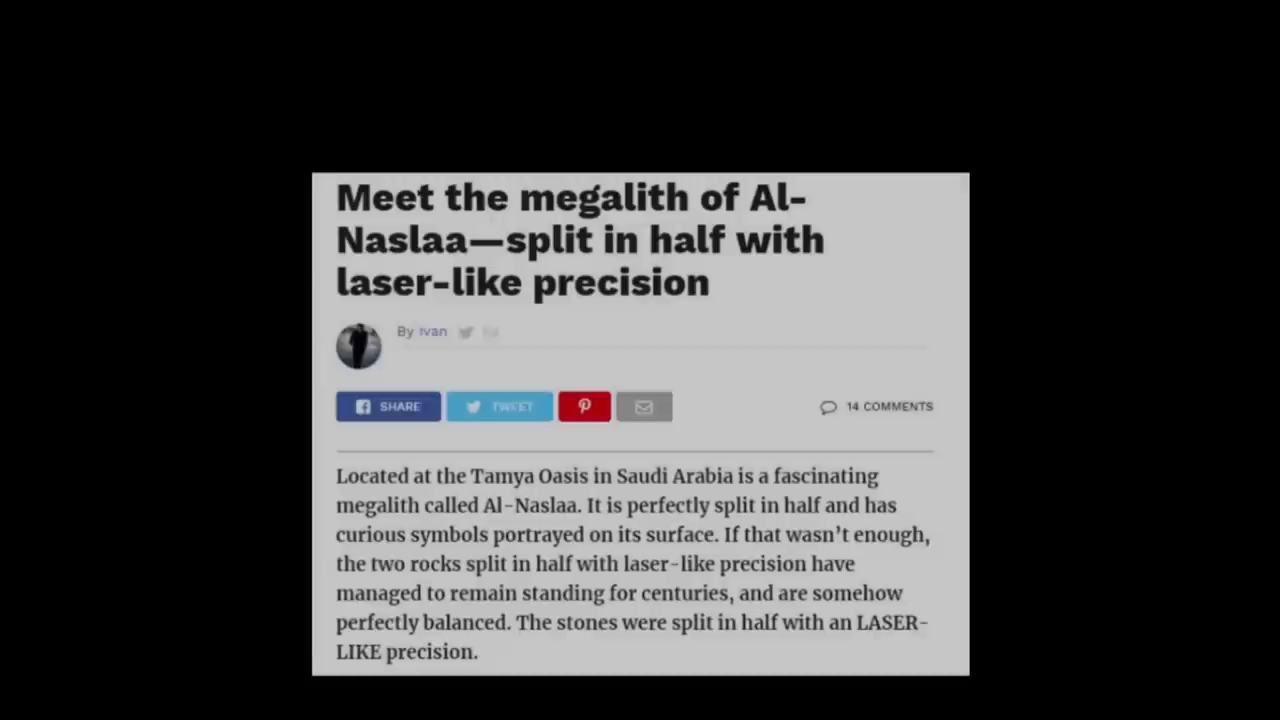 Meet the megalith of Al-
Naslaa—split in half with
laser-like precision
By Ivan
SHARE TWEET 14 COMMENTS
Located at the Tamya Oasis in Saudi Arabia is a fascinating
megalith called Al-Naslaa. It is perfectly split in half and has
curious symbols portrayed on its surface. If that wasn’t enough,
the two rocks split in half with laser-like precision have
managed to remain standing for centuries, and are somehow
perfectly balanced. The stones were split in half with an LASER-
LIKE precision.